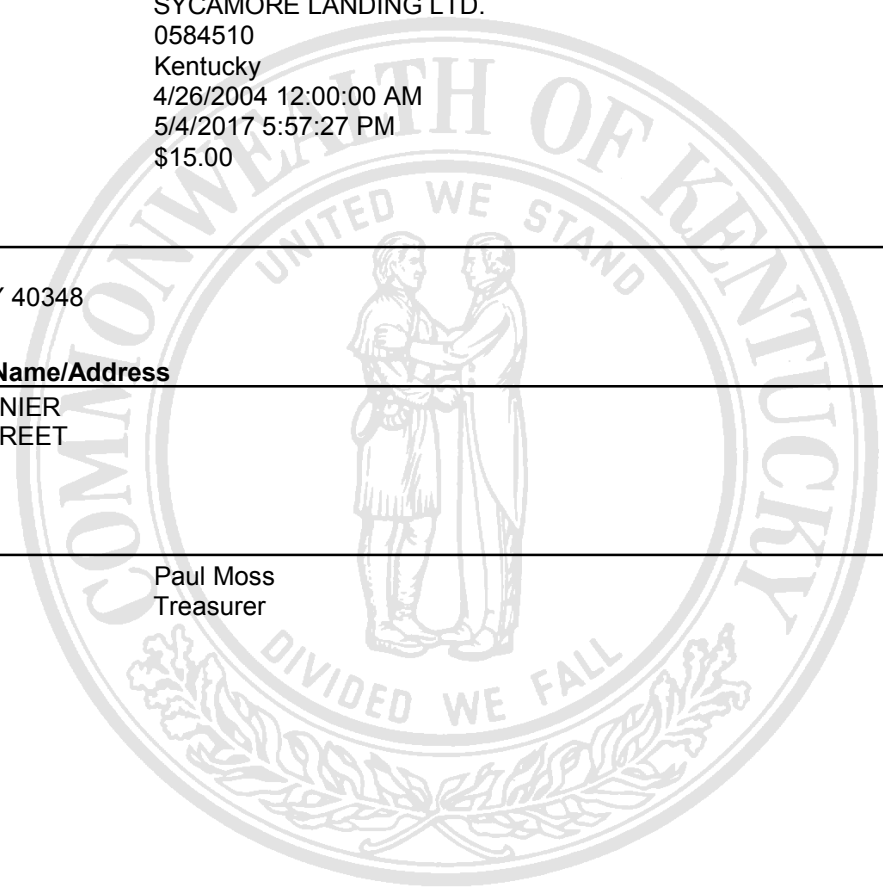 SYCAMORE LANDING LTD.
0584510
Kentucky
4/26/2004 12:00:00 AM
5/4/2017 5:57:27 PM
$15.00
40348
Name/Address
NIER
REET
Paul Moss
Treasurer
COMMONWEALTH OF KENTUCKY
UNITED WE STAND
DIVIDED WE FALL